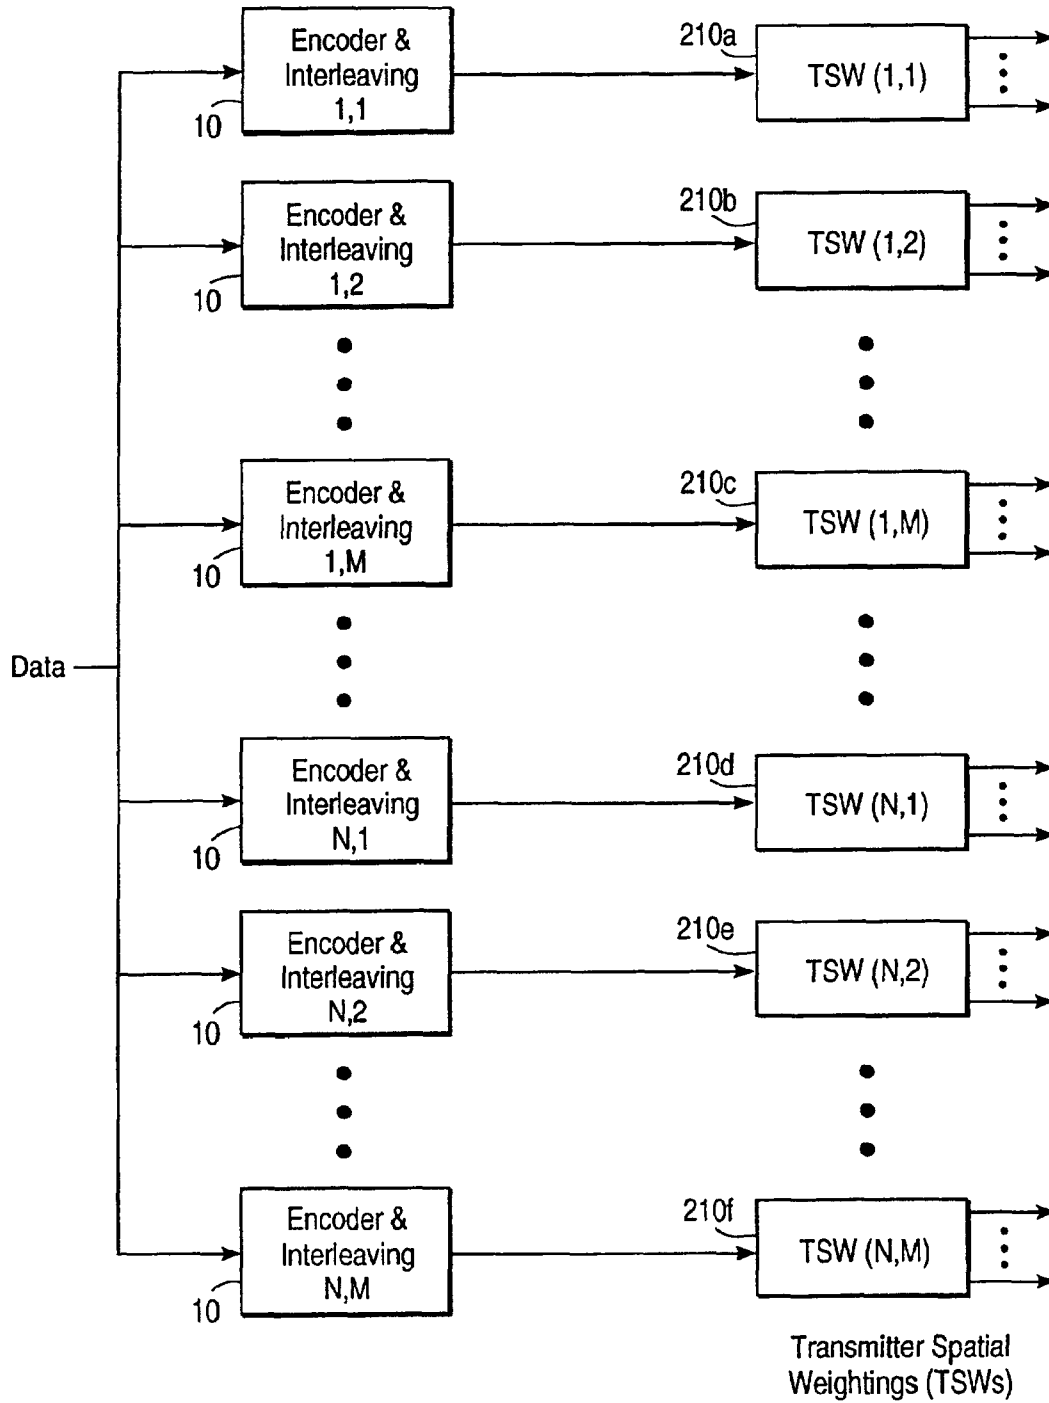 Encoder &
Interleaving
1,1
10
210a
TSW (1,1)
Encoder &
Interleaving
1,2
10
210b
TSW (1,2)
Encoder &
Interleaving
1,M
10
210c
TSW (1,M)
Data
Encoder &
Interleaving
N,1
10
210d
TSW (N,1)
Encoder &
Interleaving
N,2
10
210e
TSW (N,2)
Encoder &
Interleaving
N,M
10
210f
TSW (N,M)
Transmitter Spatial
Weightings (TSWs)